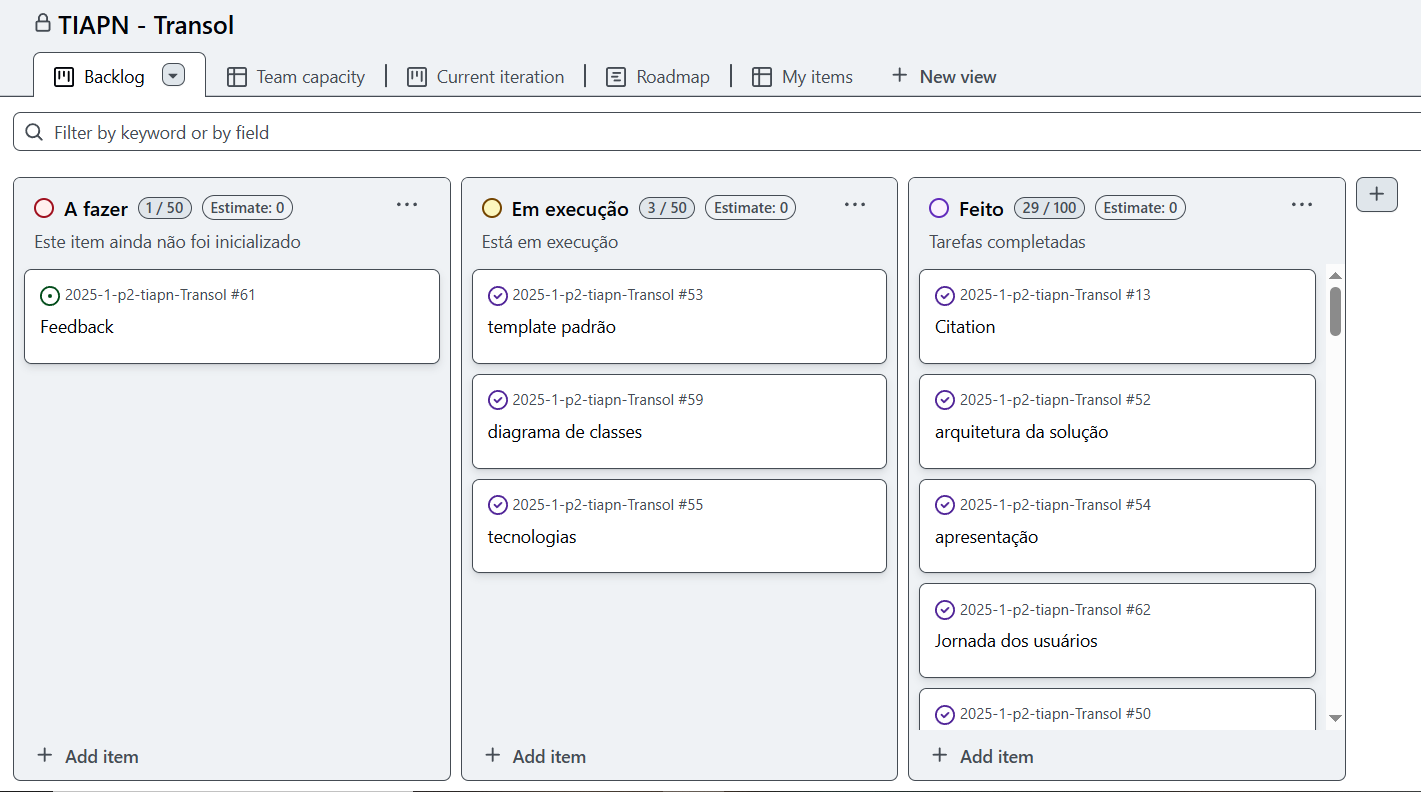 TIAPN - Transol
Backlog
Team capacity
Current iteration
Roadmap
My items
New view
Filter by keyword or by field
A fazer 1 / 50 Estimate: 0
Este item ainda não foi inicializado
2025-1-p2-tiapn-Transol #61
Feedback
Add item
Em execução 3 / 50 Estimate: 0
Está em execução
2025-1-p2-tiapn-Transol #53
template padrão
2025-1-p2-tiapn-Transol #59
diagrama de classes
2025-1-p2-tiapn-Transol #55
tecnologias
Add item
Feito 29 / 100 Estimate: 0
Tarefas completadas
2025-1-p2-tiapn-Transol #13
Citation
2025-1-p2-tiapn-Transol #52
arquitetura da solução
2025-1-p2-tiapn-Transol #54
apresentação
2025-1-p2-tiapn-Transol #62
Jornada dos usuários
2025-1-p2-tiapn-Transol #50
Add item